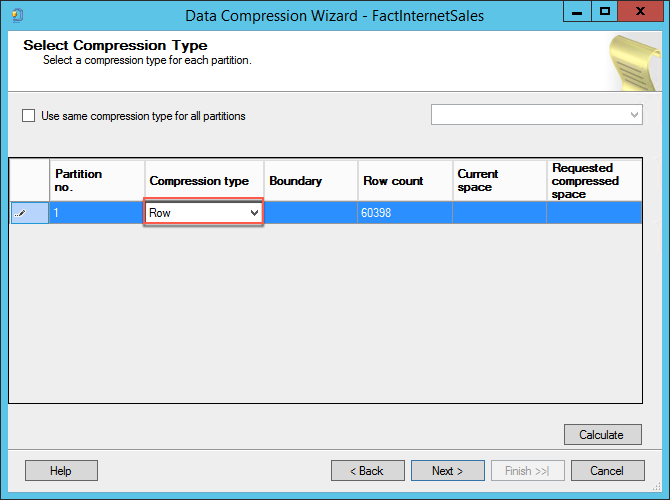 Data Compression Wizard - FactInternetSales
Select Compression Type
Select a compression type for each partition.
Use same compression type for all partitions
Partition no.
Compression type
Boundary
Row count
Current space
Requested compressed space
1
Row
60398
Calculate
Help
< Back
Next >
Finish >>|
Cancel